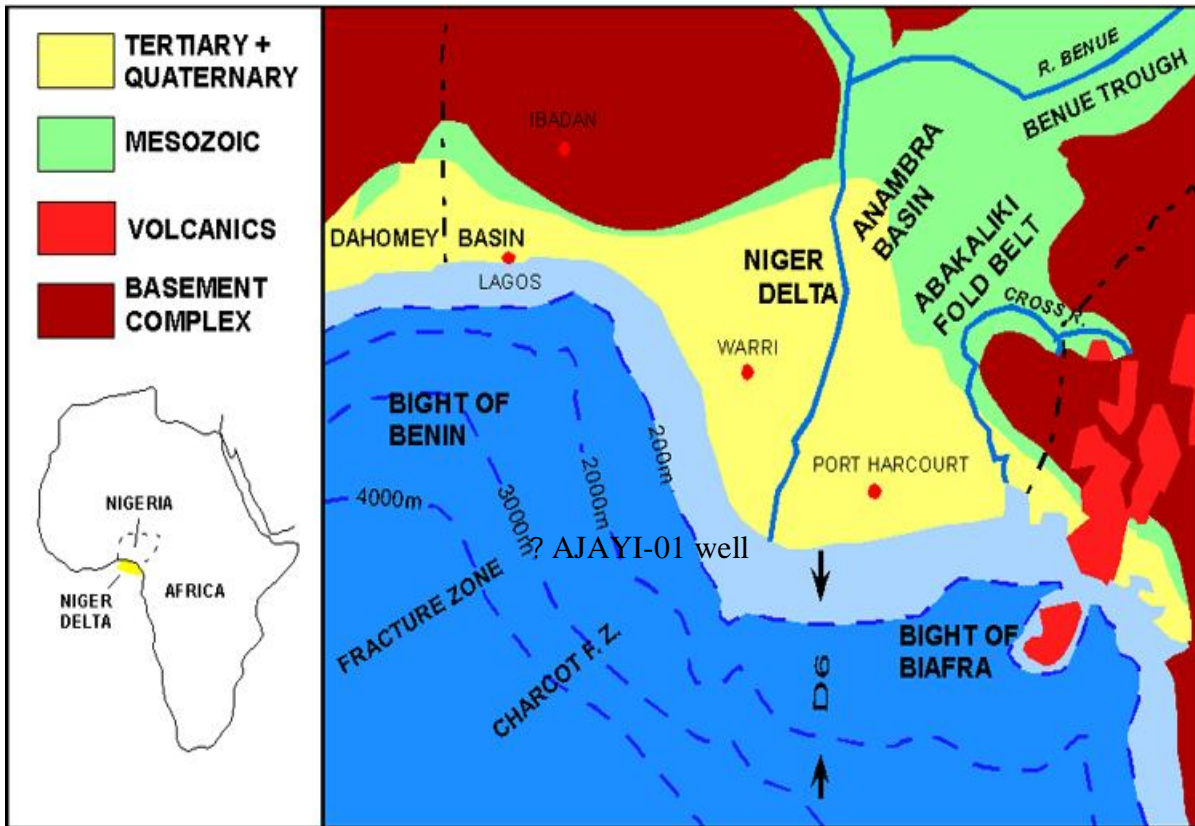 TERTIARY +
QUATERNARY
MESOZOIC
VOLCANICS
BASEMENT
COMPLEX
NIGERIA
AFRICA
NIGER
DELTA
R. BENUE
BENUE TROUGH
IBADAN
ANAMBRA
BASIN
DAHOMEY BASIN
LAGOS
NIGER
DELTA
ABAKALIKI
FOLD BELT
CROSS R.
WARRI
BIGHT OF
BENIN
200m
2000m
3000m
4000m
PORT HARCOURT
? AJAYI-01 well
FRACTURE ZONE
CHARCOT F. Z.
D6
BIGHT OF
BIAFRA